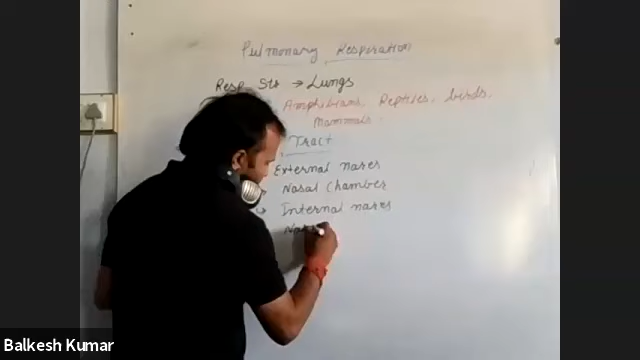 Pulmonary Respiration
Resp Str → Lungs
Amphibians, Reptiles, birds,
Mammals.
Tract
External nares
Nasal Chamber
Internal nares
Balkesh Kumar